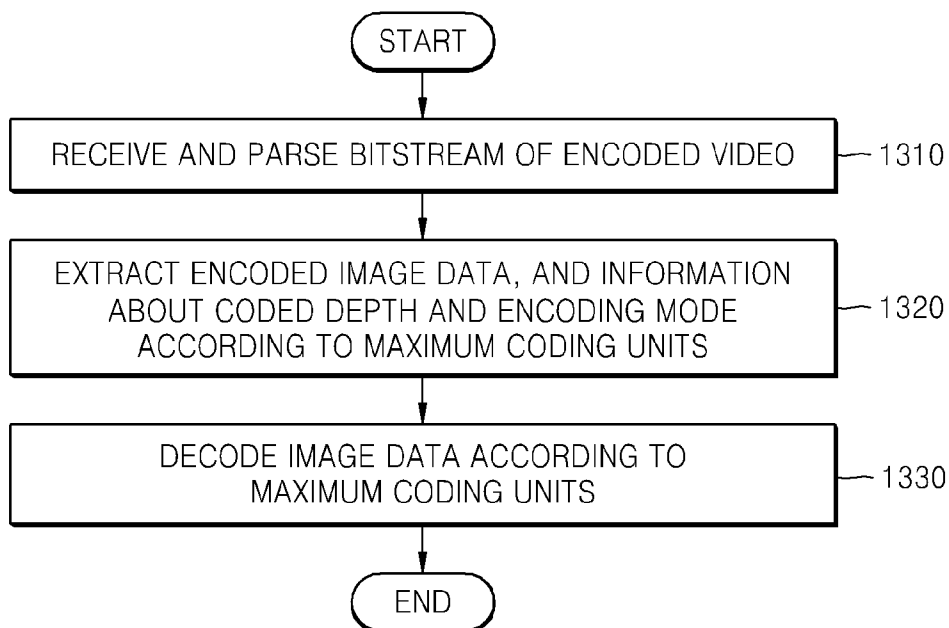 START
RECEIVE AND PARSE BITSTREAM OF ENCODED VIDEO
1310
EXTRACT ENCODED IMAGE DATA, AND INFORMATION
ABOUT CODED DEPTH AND ENCODING MODE
ACCORDING TO MAXIMUM CODING UNITS
1320
DECODE IMAGE DATA ACCORDING TO
MAXIMUM CODING UNITS
1330
END